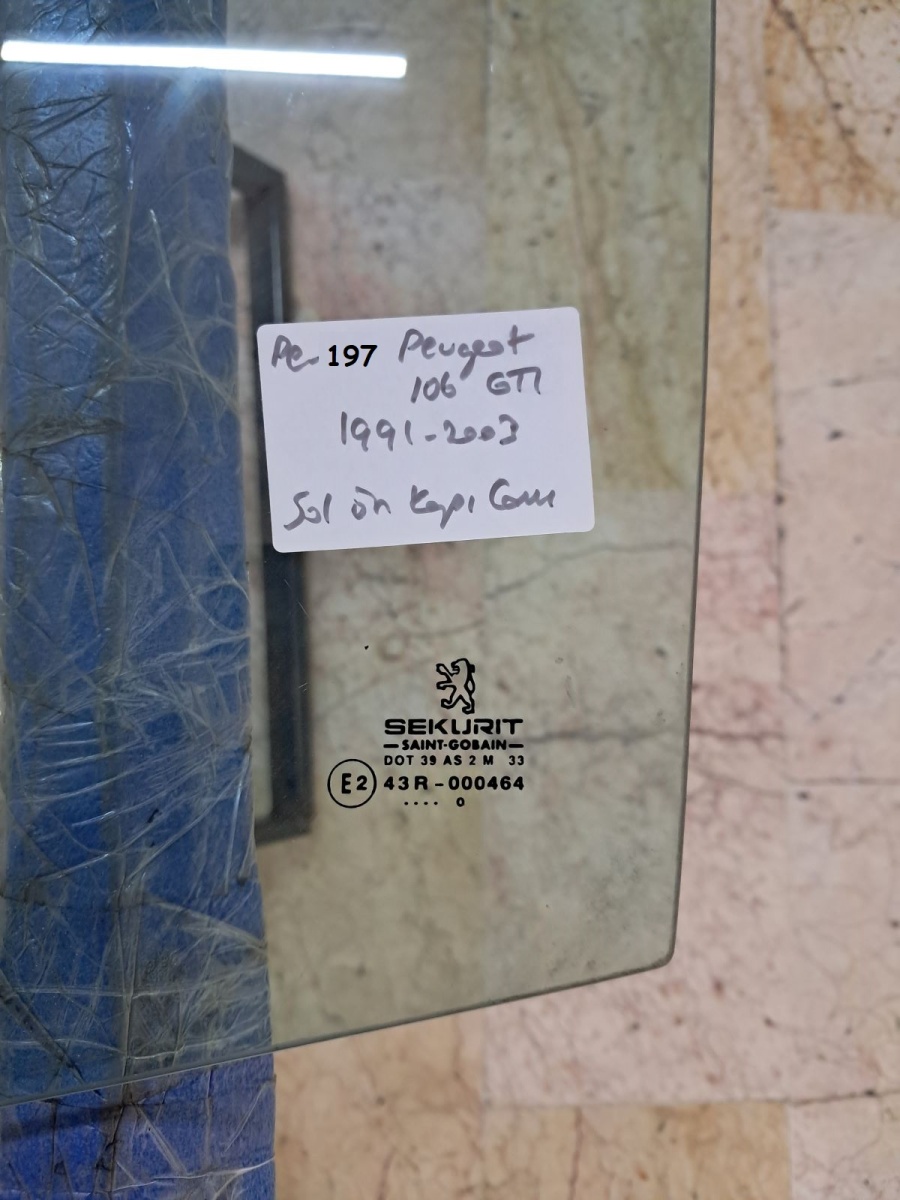 Pe 197 Peugeot
106 GTI
1991-2003
Sol ön Kapı Camı
SEKURIT
SAINT-GOBAIN
DOT 39 AS 2 M 33
E2 43R-000464
.... 0